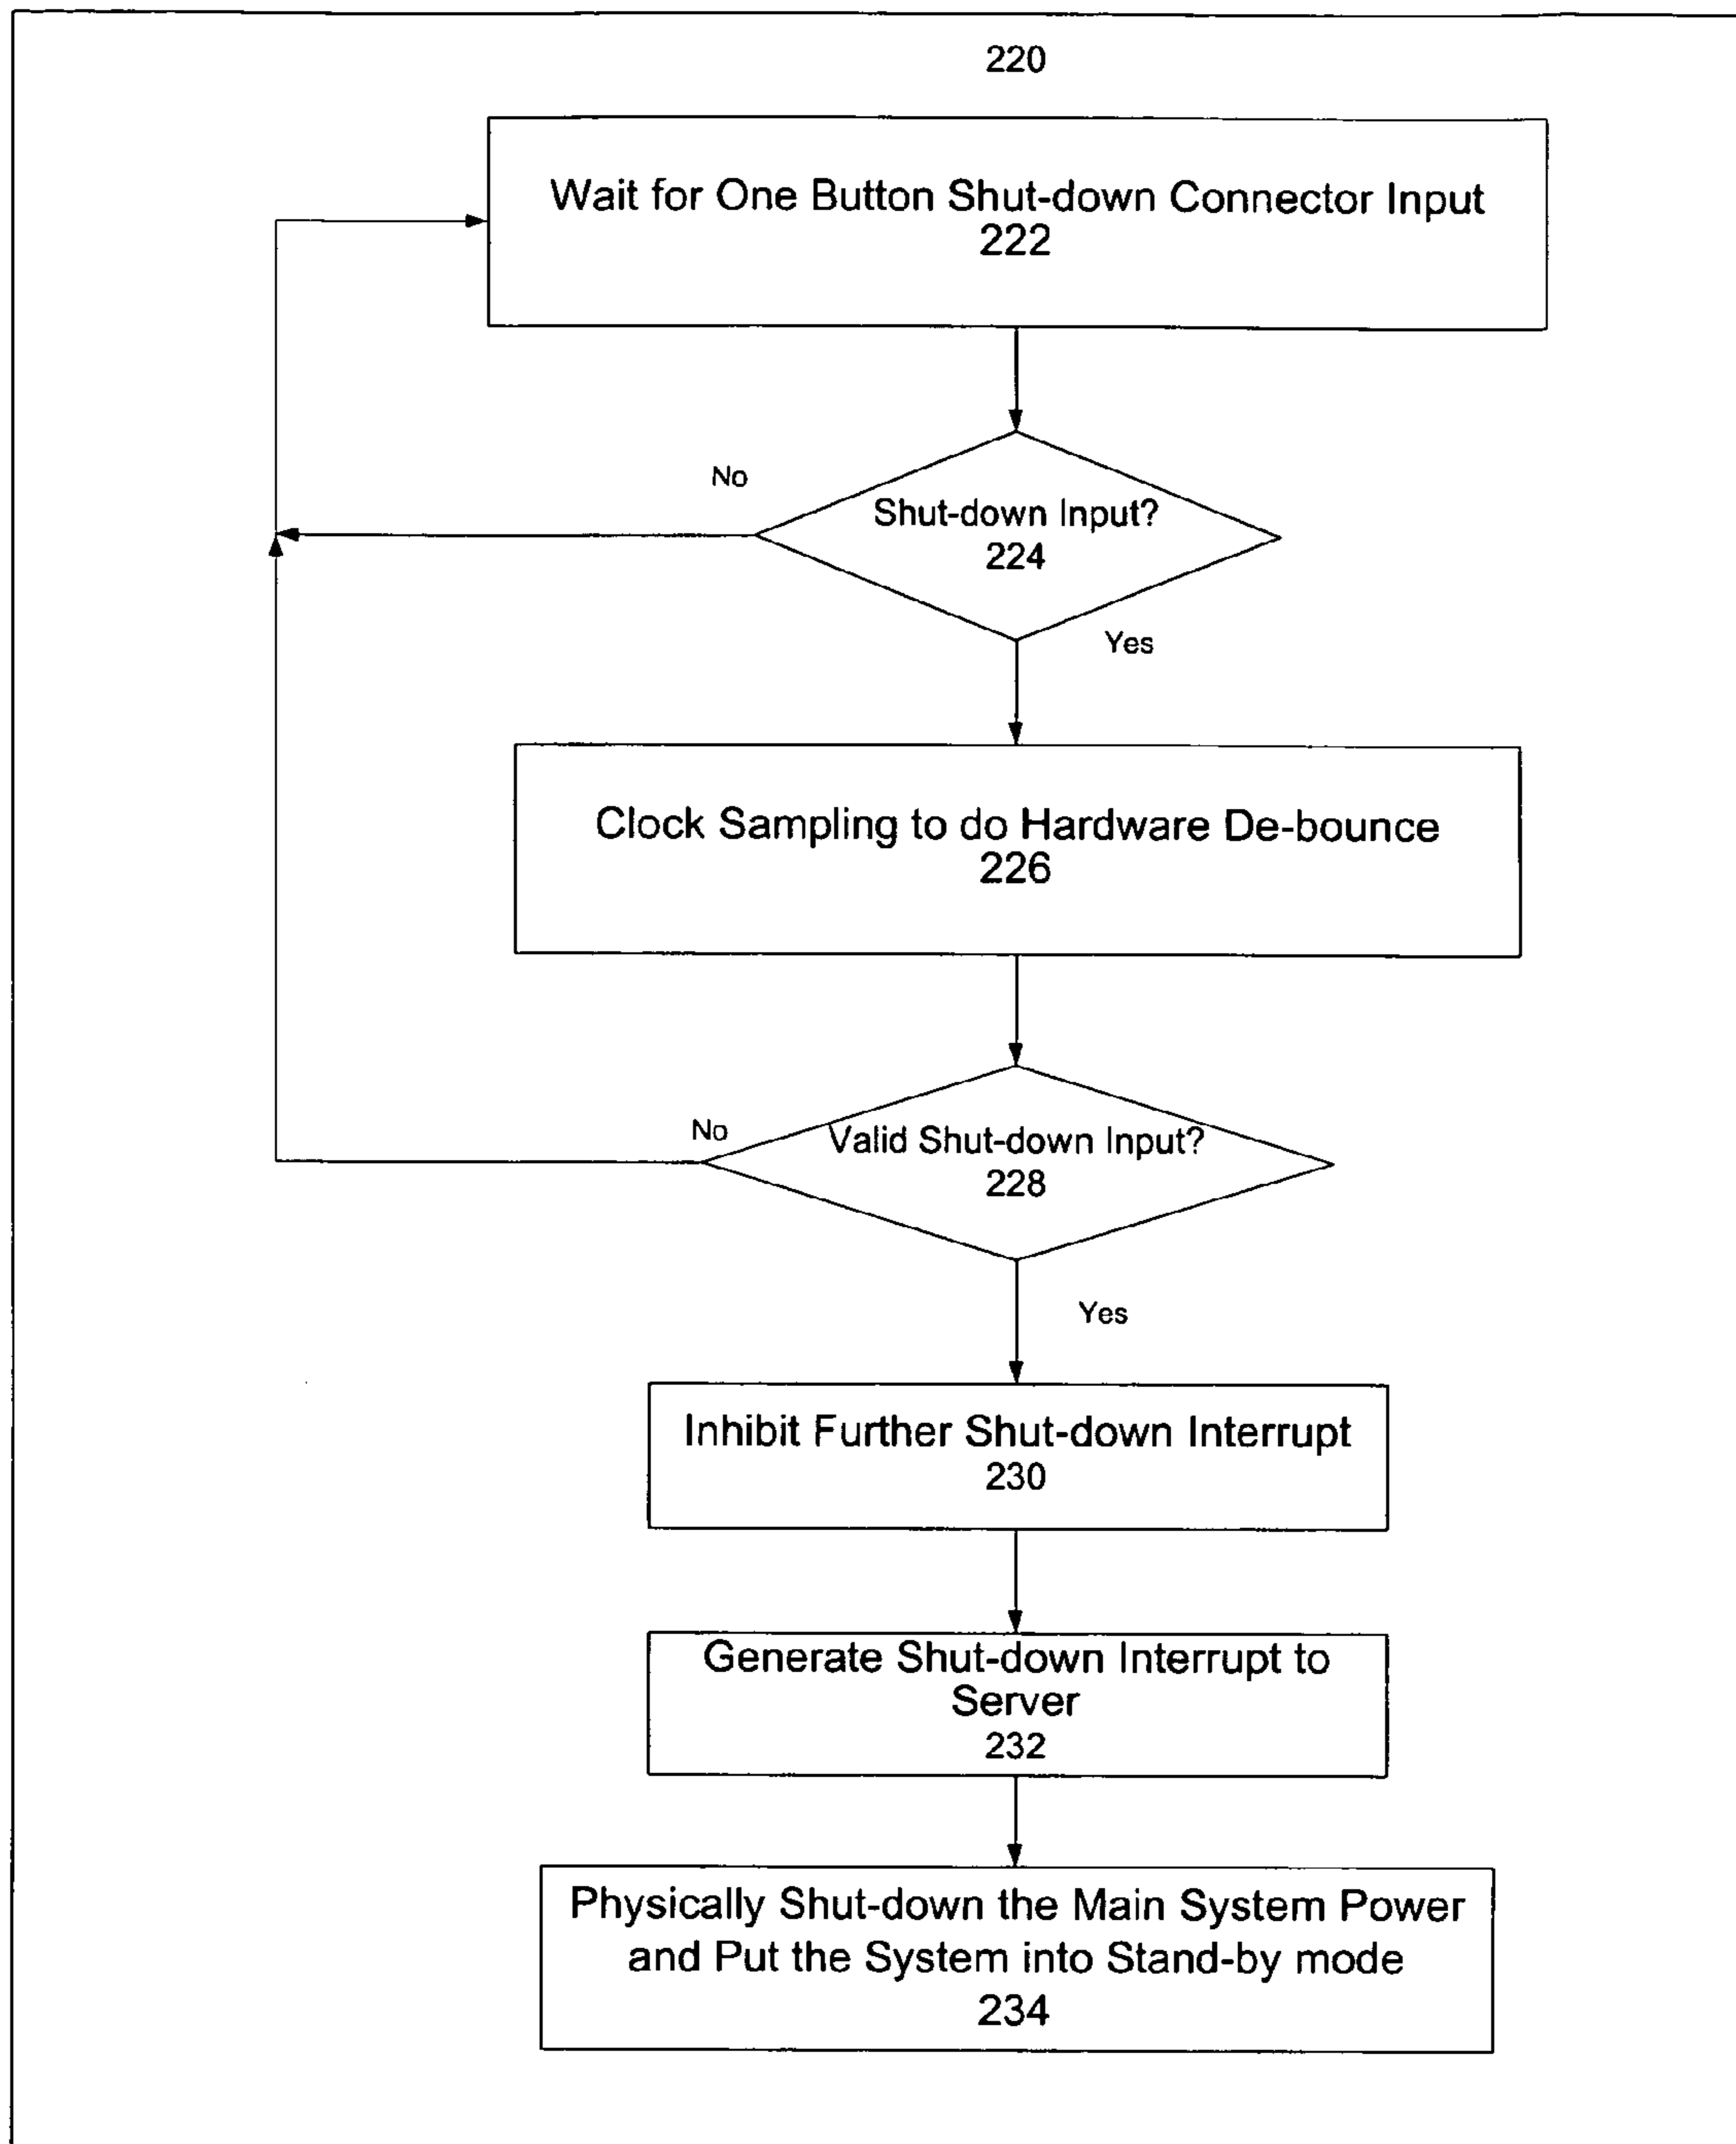 220
Wait for One Button Shut-down Connector Input
222
No
Shut-down Input?
224
Yes
Clock Sampling to do Hardware De-bounce
226
No
Valid Shut-down Input?
228
Yes
Inhibit Further Shut-down Interrupt
230
Generate Shut-down Interrupt to
Server
232
Physically Shut-down the Main System Power
and Put the System into Stand-by mode
234